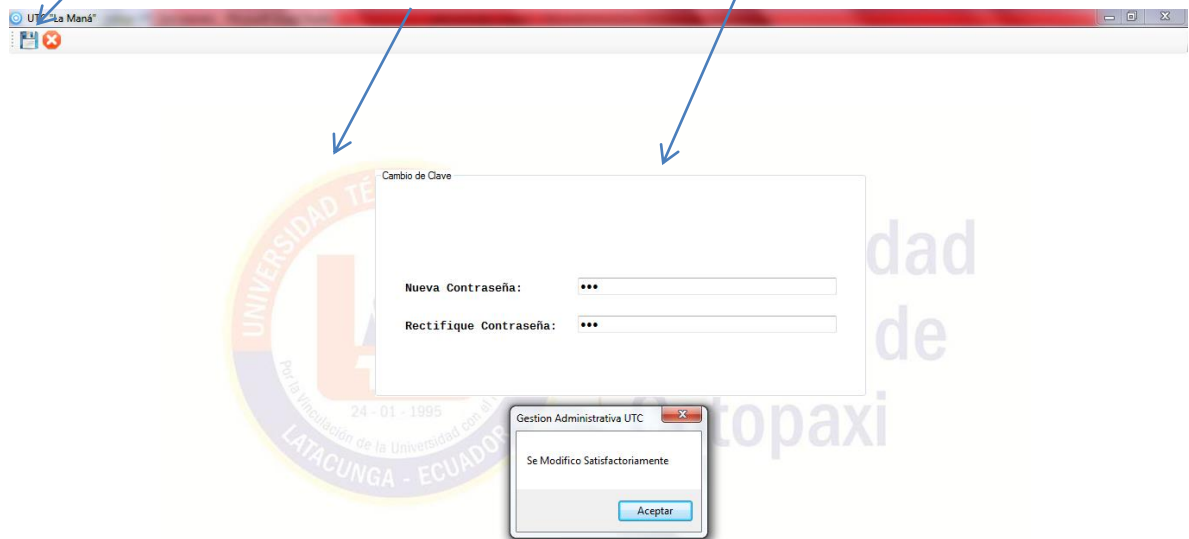 UTC "La Maná"
Cambio de Clave
Nueva Contraseña:
•••
Rectifique Contraseña:
•••
UNIVERSIDAD TÉ
dad
de
topaxi
24 - 01 - 1995
Por la Vinculación de la Universidad con el
LATACUNGA - ECUADOR
Gestion Administrativa UTC
Se Modifico Satisfactoriamente
Aceptar